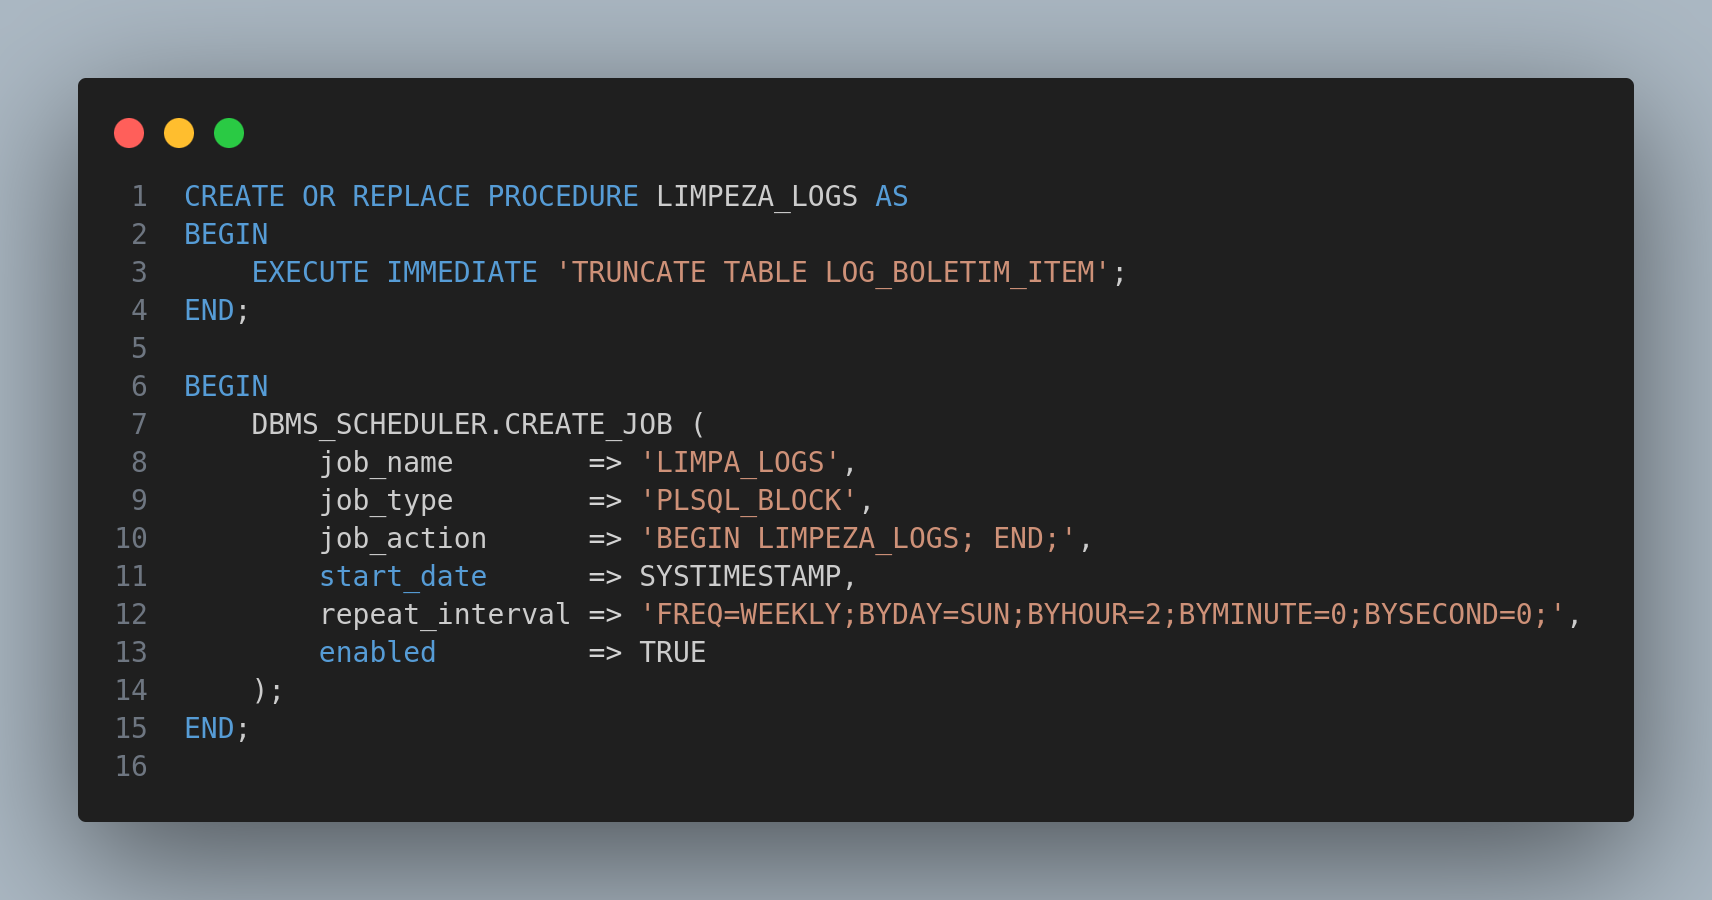 1 CREATE OR REPLACE PROCEDURE LIMPEZA_LOGS AS
2 BEGIN
3     EXECUTE IMMEDIATE 'TRUNCATE TABLE LOG_BOLETIM_ITEM';
4 END;
5
6 BEGIN
7     DBMS_SCHEDULER.CREATE_JOB (
8         job_name        => 'LIMPA_LOGS',
9         job_type        => 'PLSQL_BLOCK',
10         job_action      => 'BEGIN LIMPEZA_LOGS; END;',
11         start_date      => SYSTIMESTAMP,
12         repeat_interval => 'FREQ=WEEKLY;BYDAY=SUN;BYHOUR=2;BYMINUTE=0;BYSECOND=0;',
13         enabled         => TRUE
14     );
15 END;
16